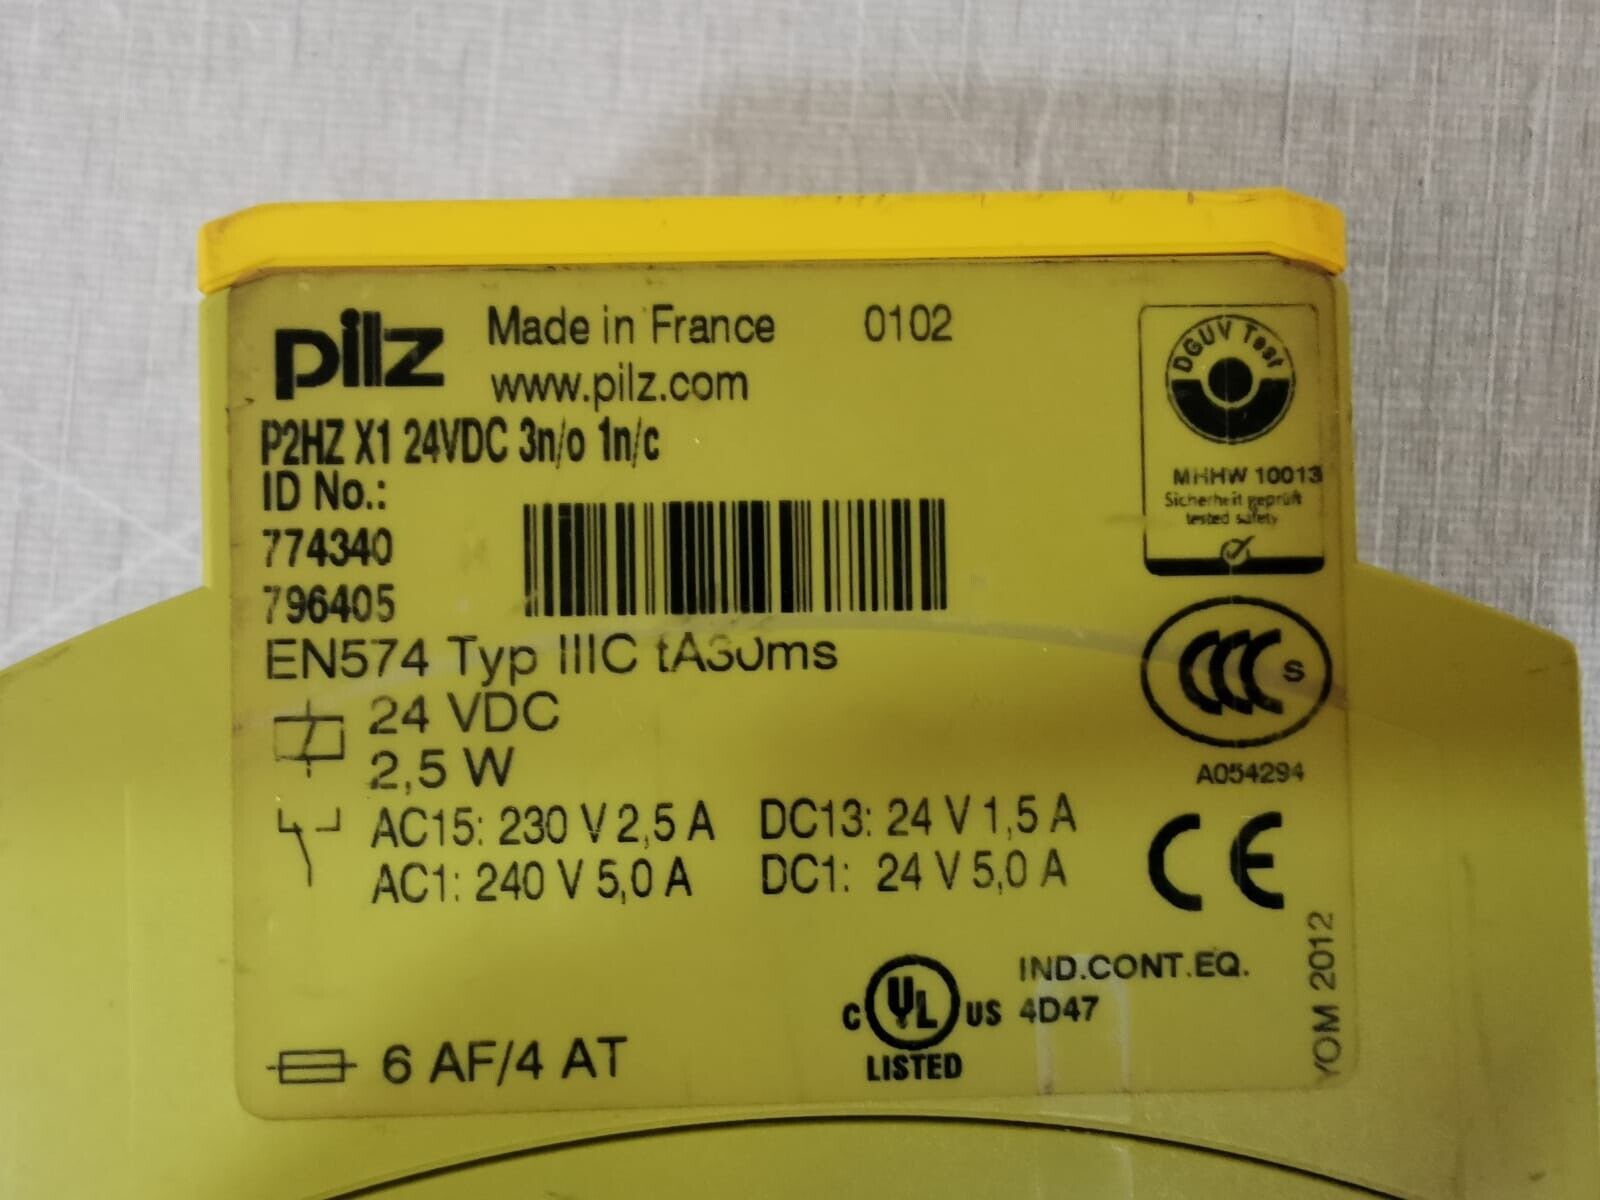 pilz Made in France 0102
www.pilz.com
P2HZ X1 24VDC 3n/o 1n/c
ID No.:
774340
796405
EN574 Typ IIIC tA30ms
24 VDC
2,5 W
AC15: 230 V 2,5 A DC13: 24 V 1,5 A
AC1: 240 V 5,0 A DC1: 24 V 5,0 A
6 AF/4 AT
DGUV Test
MHHW 10013
Sicherheit geprüft
tested safety
CCC S
A054294
CE
C UL US IND.CONT.EQ.
4D47
LISTED
YOM 2012